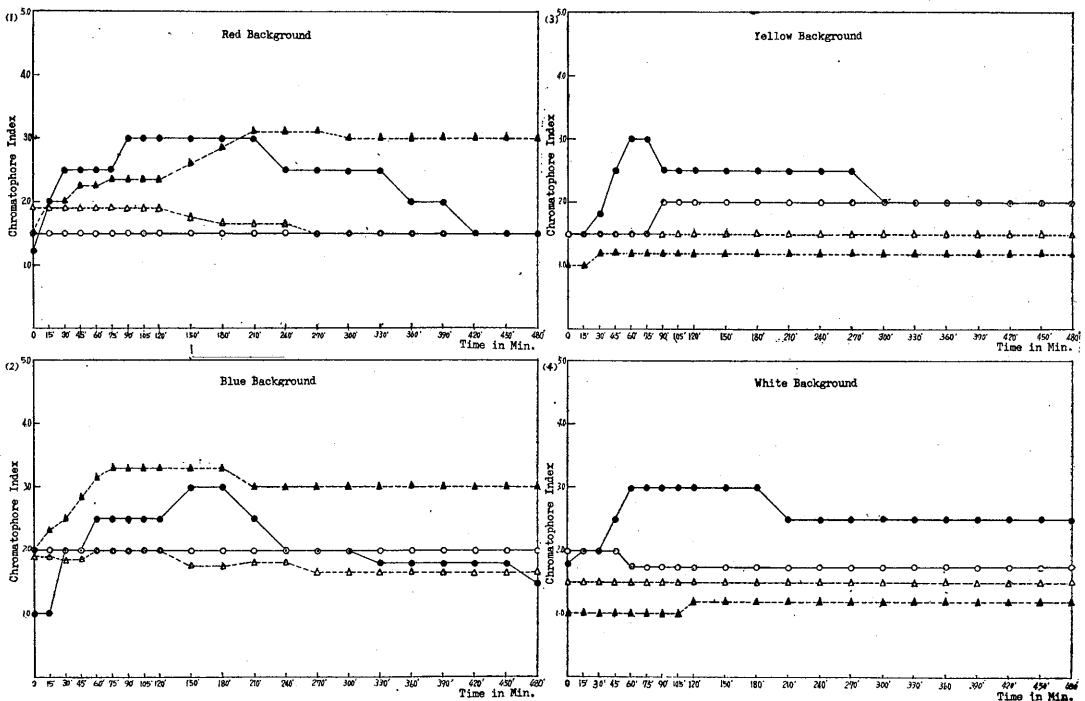 (1)
Red Background
5.0
4.0
3.0
2.0
1.0
Chromatophore Index
0 15' 30' 45' 60' 75' 90' 105' 120' 150' 180' 210' 240' 270' 300' 330' 360' 390' 420' 450' 480'
Time in Min.
(2)
Blue Background
5.0
4.0
3.0
2.0
1.0
Chromatophore Index
0 15' 30' 45' 60' 75' 90' 105' 120' 150' 180' 210' 240' 270' 300' 330' 360' 390' 420' 450' 480'
Time in Min.
(3)
Yellow Background
5.0
4.0
3.0
2.0
1.0
Chromatophore Index
0 15' 30' 45' 60' 75' 90' 105' 120' 150' 180' 210' 240' 270' 300' 330' 360' 390' 420' 450' 480'
Time in Min.
(4)
White Background
5.0
4.0
3.0
2.0
1.0
Chromatophore Index
0 15' 30' 45' 60' 75' 90' 105' 120' 150' 180' 210' 240' 270' 300' 330' 360' 390' 420' 450' 480'
Time in Min.